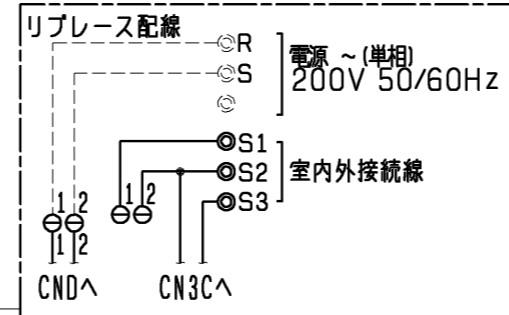 リプレース配線
R
S
電源 ~(単相)
200V 50/60Hz
S1
S2
S3
室内外接続線
1 2
1 2
1 2
CNDへ
CN3Cへ